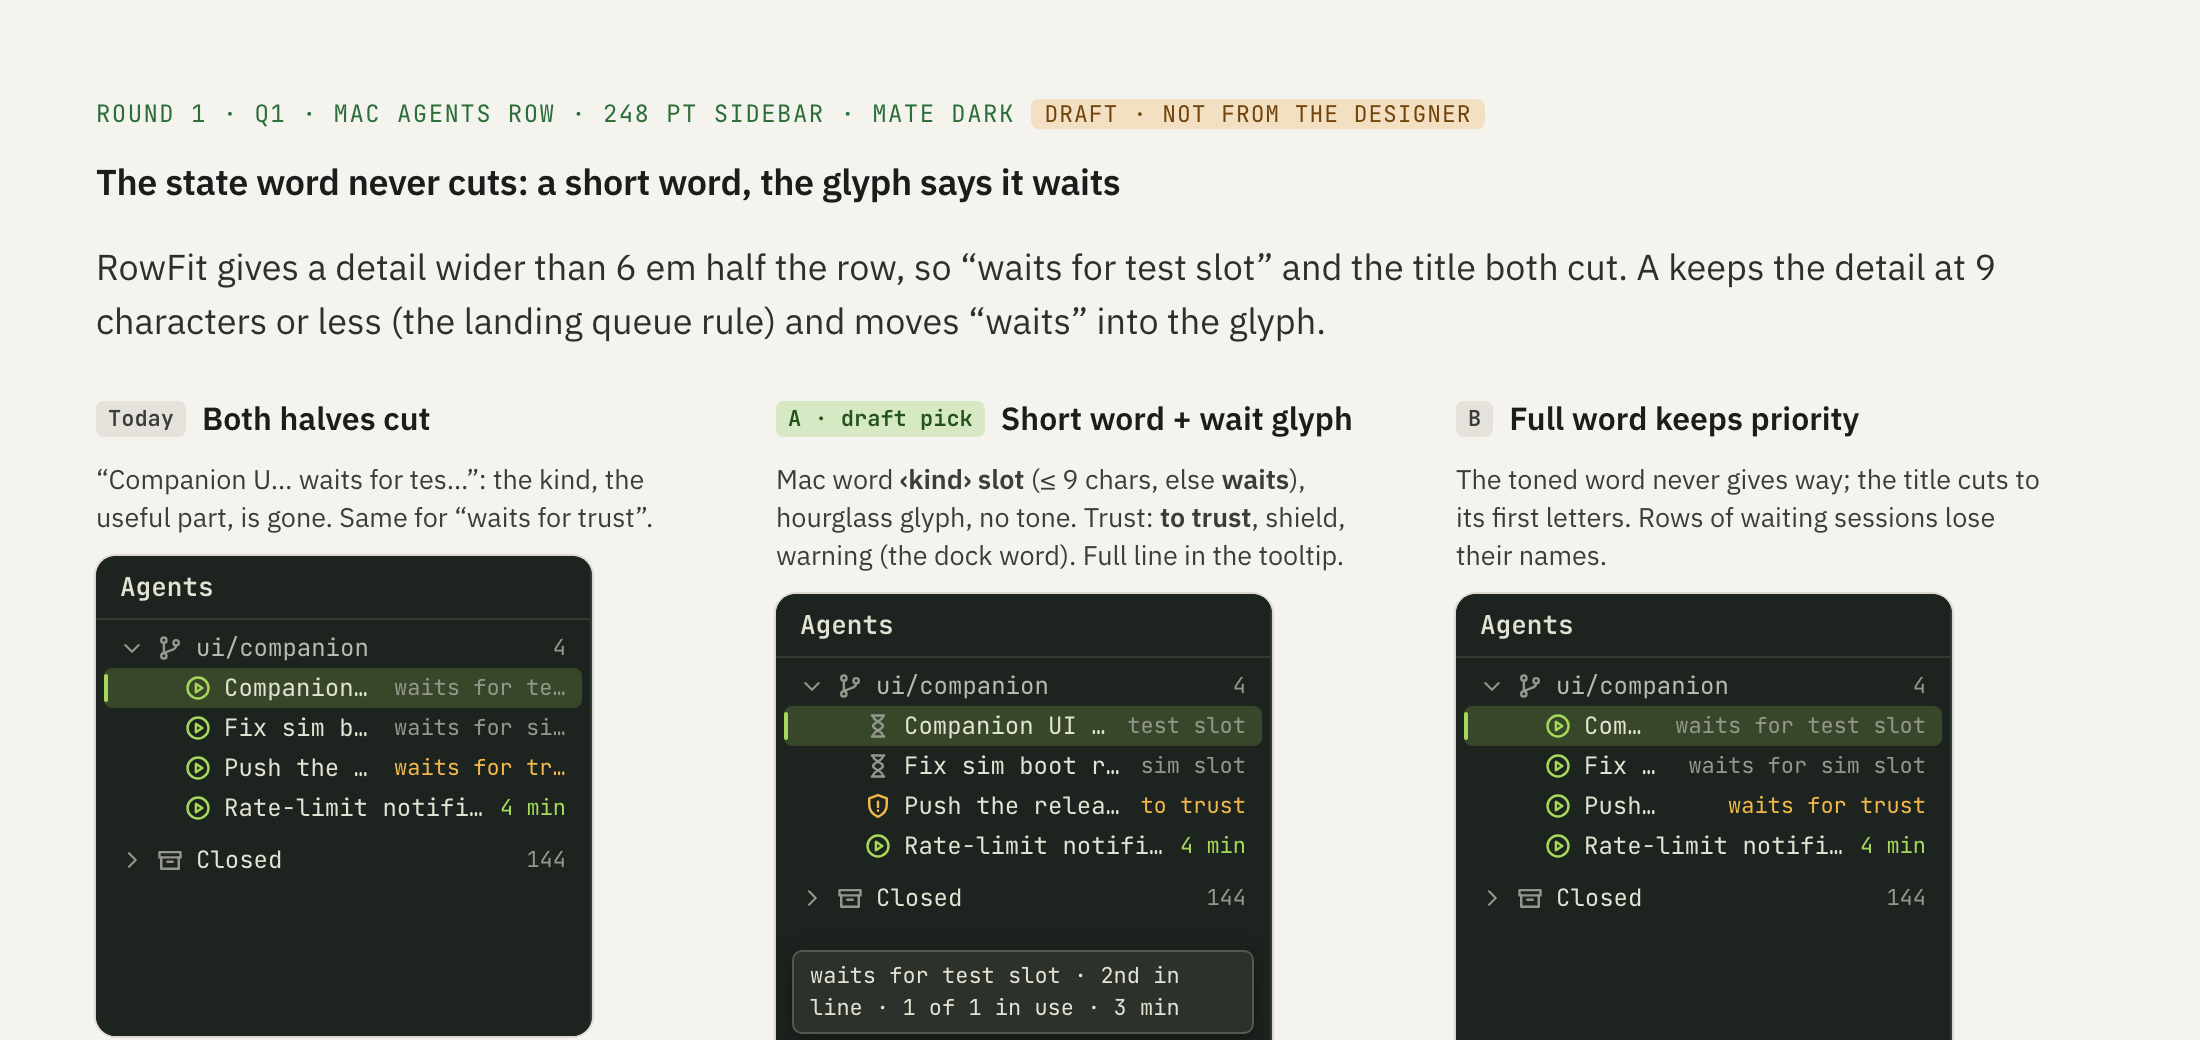 ROUND 1 · Q1 · MAC AGENTS ROW · 248 PT SIDEBAR · MATE DARK DRAFT · NOT FROM THE DESIGNER
The state word never cuts: a short word, the glyph says it waits
RowFit gives a detail wider than 6 em half the row, so “waits for test slot” and the title both cut. A keeps the detail at 9
characters or less (the landing queue rule) and moves “waits” into the glyph.
Today Both halves cut
“Companion U… waits for tes…”: the kind, the
useful part, is gone. Same for “waits for trust”.
Agents
ui/companion 4
Companion… waits for te…
Fix sim b… waits for si…
Push the … waits for tr…
Rate-limit notifi… 4 min
Closed 144
A · draft pick Short word + wait glyph
Mac word ‹kind› slot (≤ 9 chars, else waits),
hourglass glyph, no tone. Trust: to trust, shield,
warning (the dock word). Full line in the tooltip.
Agents
ui/companion 4
Companion UI … test slot
Fix sim boot r… sim slot
Push the relea… to trust
Rate-limit notifi… 4 min
Closed 144
waits for test slot · 2nd in
line · 1 of 1 in use · 3 min
B Full word keeps priority
The toned word never gives way; the title cuts to
its first letters. Rows of waiting sessions lose
their names.
Agents
ui/companion 4
Com… waits for test slot
Fix … waits for sim slot
Push… waits for trust
Rate-limit notifi… 4 min
Closed 144